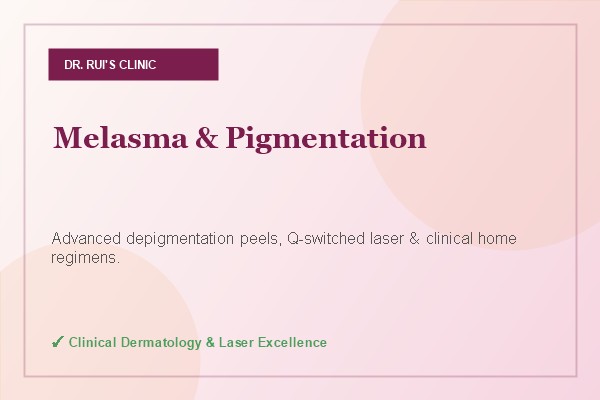 DR. RUI'S CLINIC
Melasma & Pigmentation
Advanced depigmentation peels, Q-switched laser & clinical home
regimens.
✓ Clinical Dermatology & Laser Excellence